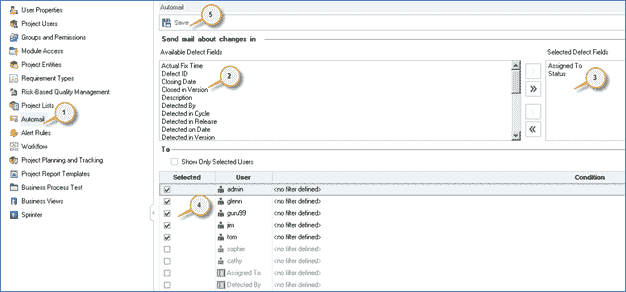 User Properties
Project Users
Groups and Permissions
Module Access
Project Entities
Requirement Types
Risk-Based Quality Management
Project Lists
Automail
Alert Rules
Workflow
Project Planning and Tracking
Project Report Templates
Business Process Test
Business Views
Sprinter
1
Automail
Save
5
Send mail about changes in
Available Defect Fields
Actual Fix Time
Defect ID
Closing Date
Closed in Version
Description
Detected By
Detected in Cycle
Detected in Release
Detected on Date
Detected in Version
2
Selected Defect Fields
Assigned To
Status
3
To
Show Only Selected Users
Selected User Condition
admin <no filter defined>
glenn <no filter defined>
guru99 <no filter defined>
jim <no filter defined>
tom <no filter defined>
sophie <no filter defined>
cathy <no filter defined>
Assigned To <no filter defined>
Detected By <no filter defined>
4